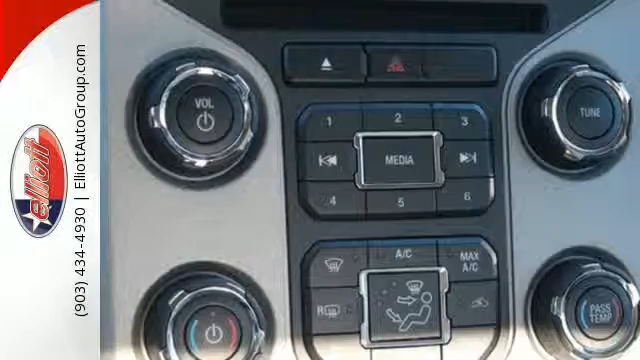 (903) 434-4930 | ElliottAutoGroup.com
elliott
VOL
TUNE
1 2 3
MEDIA
4 5 6
A/C
MAX
A/C
R
PASS
TEMP